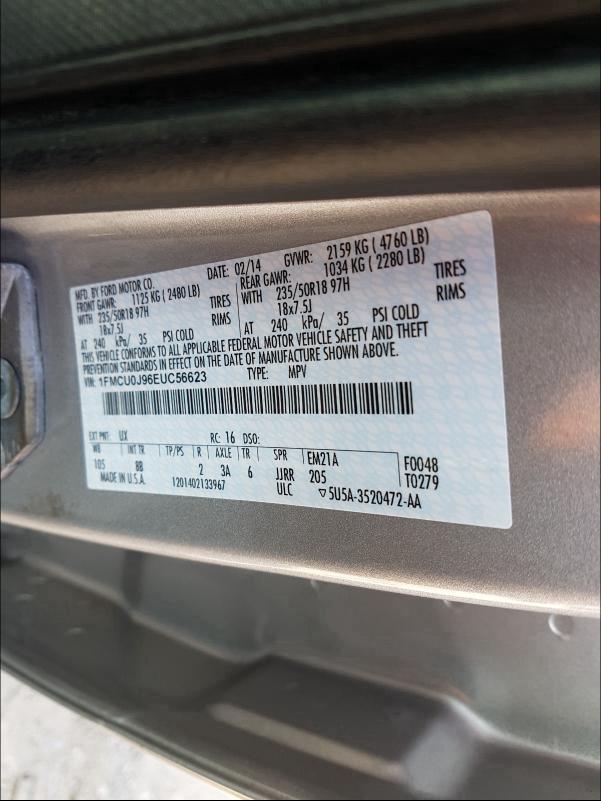 MFD. BY FORD MOTOR CO. DATE: 02/14 GVWR: 2159 KG ( 4760 LB)
FRONT GAWR: 1125 KG ( 2480 LB) REAR GAWR: 1034 KG ( 2280 LB)
WITH 235/50R18 97H TIRES WITH 235/50R18 97H TIRES
18x7.5J RIMS 18x7.5J RIMS
AT 240 kPa/ 35 PSI COLD AT 240 kPa/ 35 PSI COLD
THIS VEHICLE CONFORMS TO ALL APPLICABLE FEDERAL MOTOR VEHICLE SAFETY AND THEFT
PREVENTION STANDARDS IN EFFECT ON THE DATE OF MANUFACTURE SHOWN ABOVE.
VIN: 1FMCU0J96EUC56623 TYPE: MPV
EXT PNT: UX RC: 16 DSO:
WB INT TR TP/PS R AXLE TR SPR EM21A F0048
105 BB 2 3A 6 JJRR 205 T0279
MADE IN U.S.A. 1201402133967 ULC ▽5U5A-3520472-AA